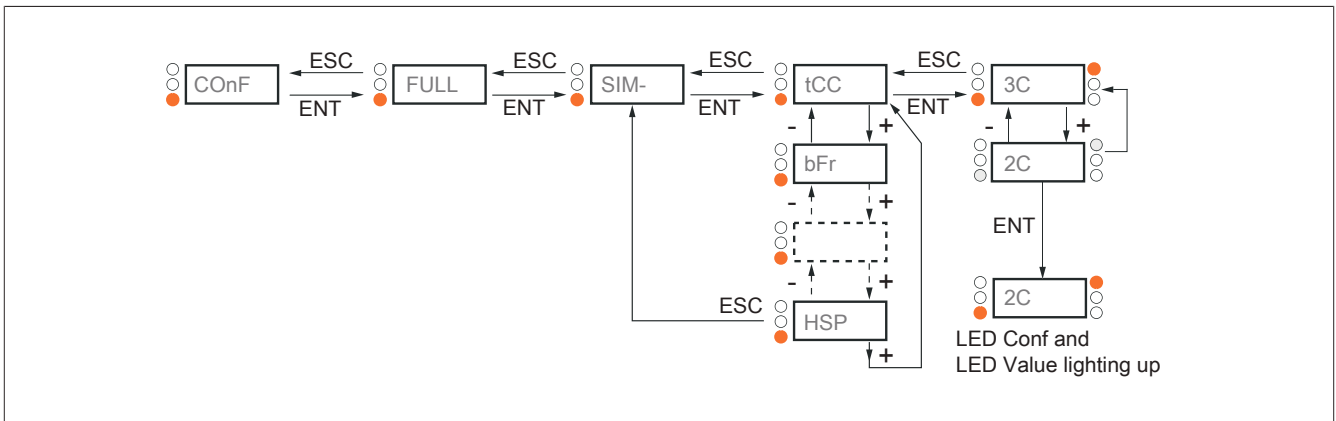 ESC ESC ESC ESC
COnF FULL SIM- tCC 3C
ENT ENT ENT ENT
- + - +
bFr 2C
- +
ENT
- +
ESC HSP 2C
+
LED Conf and
LED Value lighting up